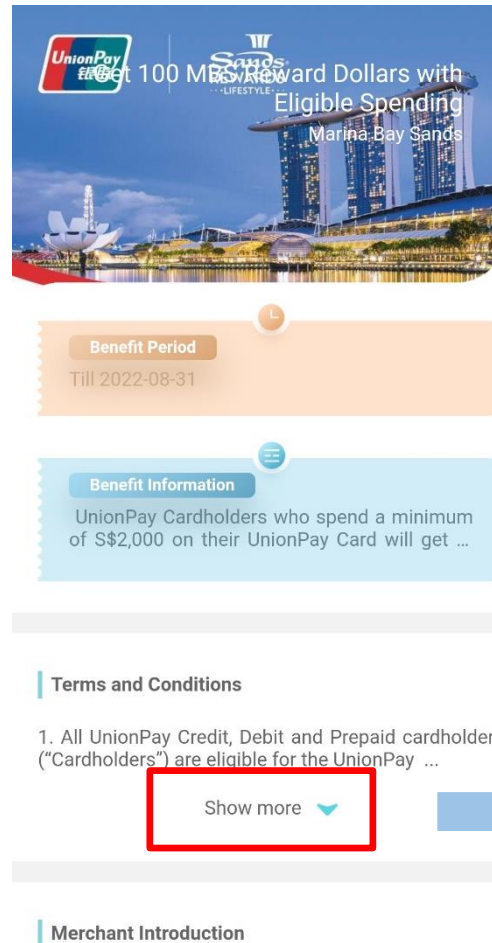 UnionPay
银联
Sands
REWARDS
LIFESTYLE
Get 100 MBS Reward Dollars with
Eligible Spending
Marina Bay Sands
Benefit Period
Till 2022-08-31
Benefit Information
UnionPay Cardholders who spend a minimum
of S$2,000 on their UnionPay Card will get ...
Terms and Conditions
1. All UnionPay Credit, Debit and Prepaid cardholder
(“Cardholders”) are eligible for the UnionPay ...
Show more
Merchant Introduction